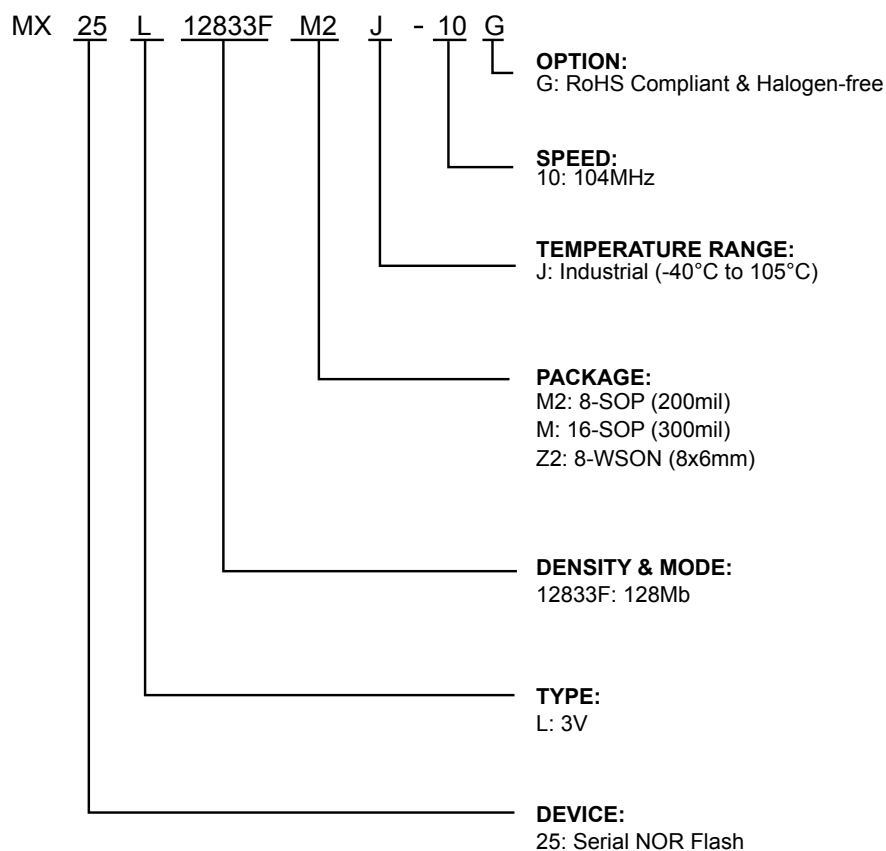 MX 25 L 12833F M2 J - 10 G
OPTION:
G: RoHS Compliant & Halogen-free
SPEED:
10: 104MHz
TEMPERATURE RANGE:
J: Industrial (-40°C to 105°C)
PACKAGE:
M2: 8-SOP (200mil)
M: 16-SOP (300mil)
Z2: 8-WSON (8x6mm)
DENSITY & MODE:
12833F: 128Mb
TYPE:
L: 3V
DEVICE:
25: Serial NOR Flash